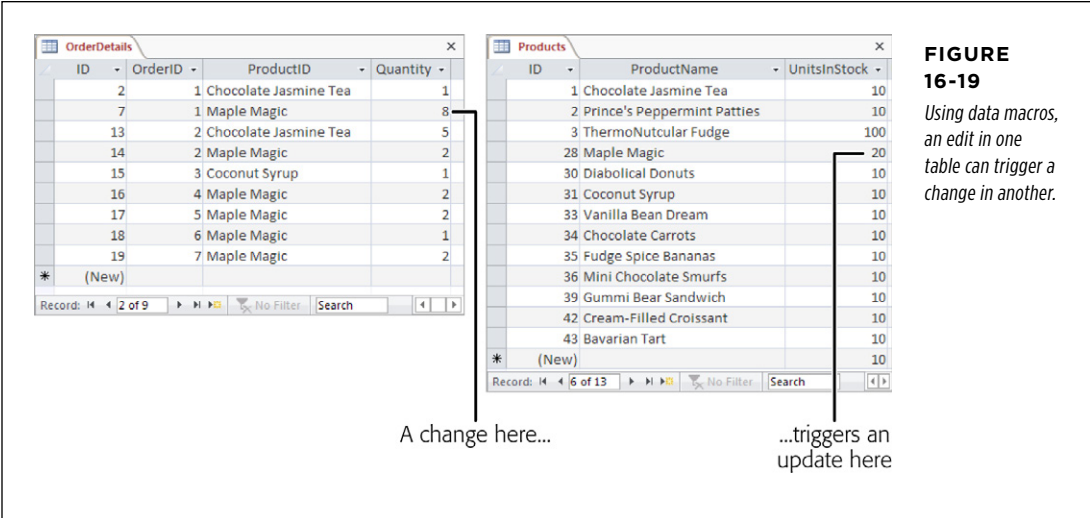 OrderDetails ×
ID OrderID ProductID Quantity
2 1 Chocolate Jasmine Tea 1
7 1 Maple Magic 8
13 2 Chocolate Jasmine Tea 5
14 2 Maple Magic 2
15 3 Coconut Syrup 1
16 4 Maple Magic 2
17 5 Maple Magic 2
18 6 Maple Magic 1
19 7 Maple Magic 2
* (New)
Record: 2 of 9 No Filter Search
Products ×
ID ProductName UnitsInStock
1 Chocolate Jasmine Tea 10
2 Prince's Peppermint Patties 10
3 ThermoNutcular Fudge 100
28 Maple Magic 20
30 Diabolical Donuts 10
31 Coconut Syrup 10
33 Vanilla Bean Dream 10
34 Chocolate Carrots 10
35 Fudge Spice Bananas 10
36 Mini Chocolate Smurfs 10
39 Gummi Bear Sandwich 10
42 Cream-Filled Croissant 10
43 Bavarian Tart 10
* (New) 10
Record: 6 of 13 No Filter Search
A change here...
...triggers an
update here
FIGURE
16-19
Using data macros,
an edit in one
table can trigger a
change in another.